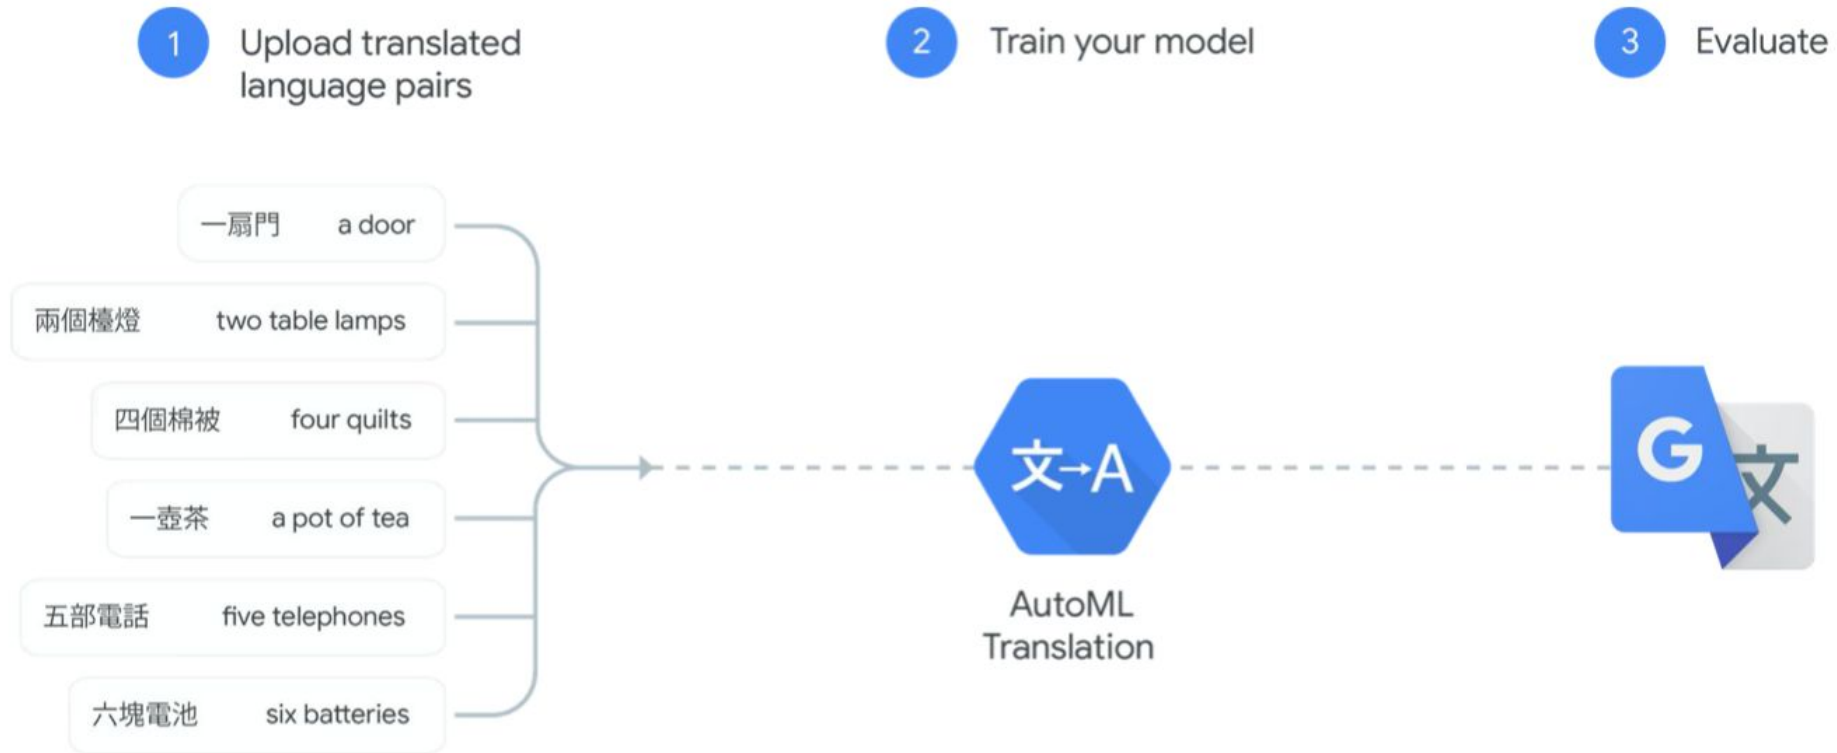 1 Upload translated
language pairs
2 Train your model
3 Evaluate
一扇門 a door
兩個檯燈 two table lamps
四個棉被 four quilts
一壺茶 a pot of tea
五部電話 five telephones
六塊電池 six batteries
文→A
AutoML
Translation
G 文